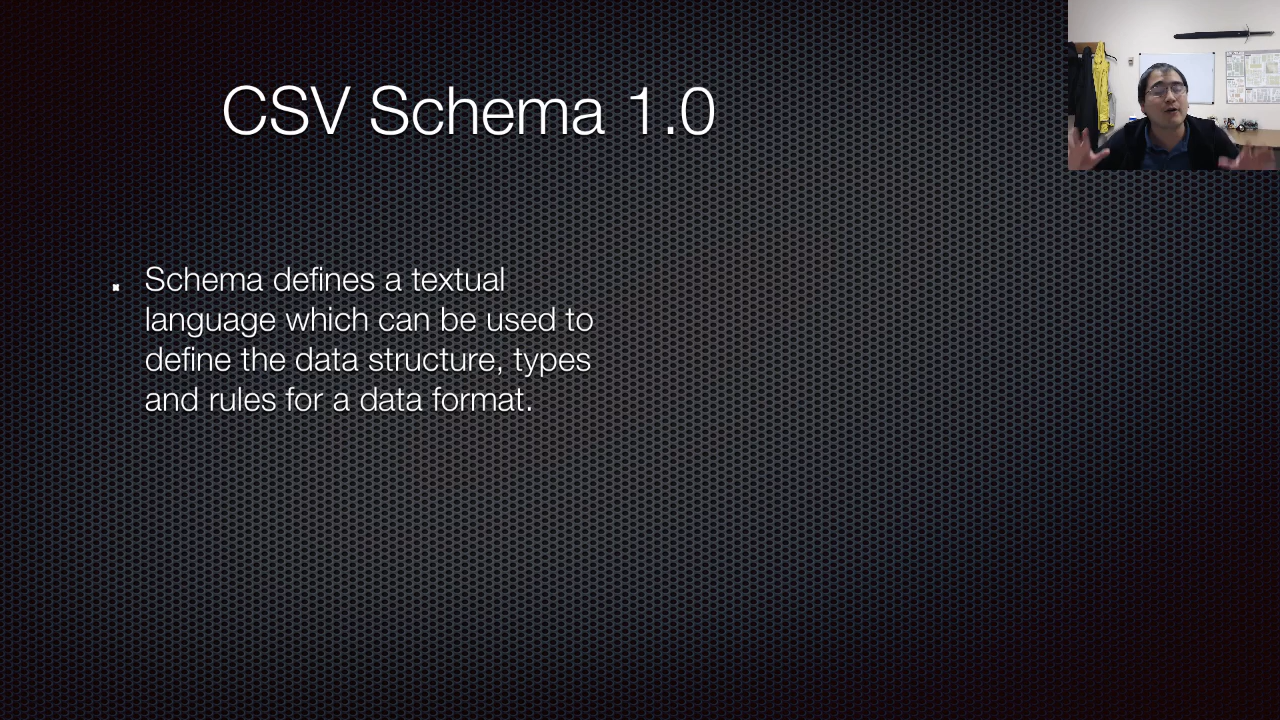 CSV Schema 1.0
Schema defines a textual
language which can be used to
define the data structure, types
and rules for a data format.